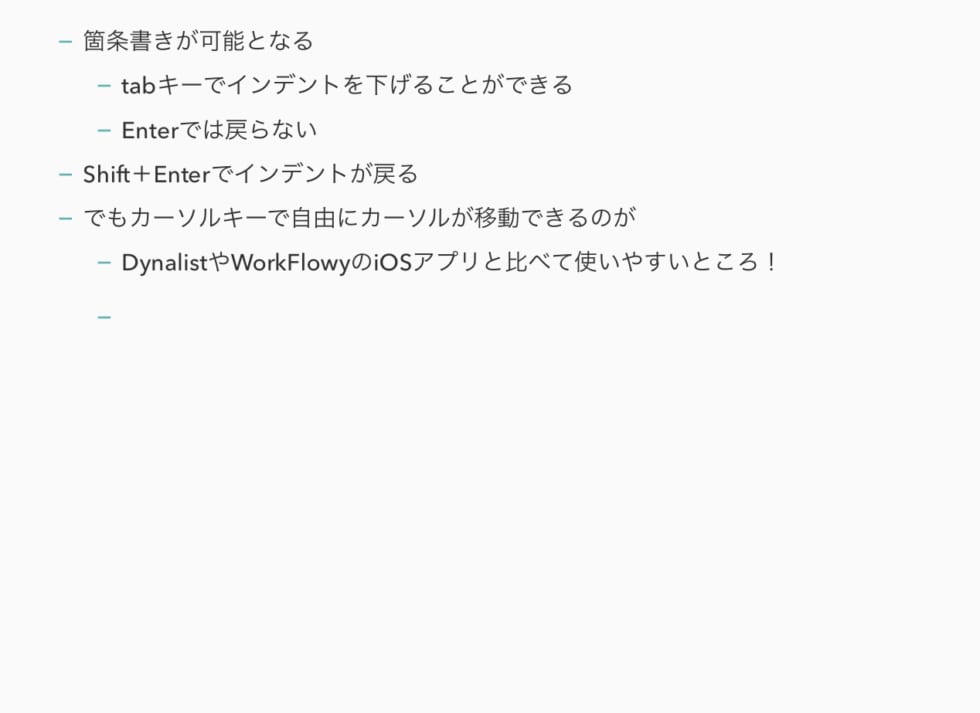 – 箇条書きが可能となる
– tabキーでインデントを下げることができる
– Enterでは戻らない
– Shift＋Enterでインデントが戻る
– でもカーソルキーで自由にカーソルが移動できるのが
– DynalistやWorkFlowyのiOSアプリと比べて使いやすいところ！
–